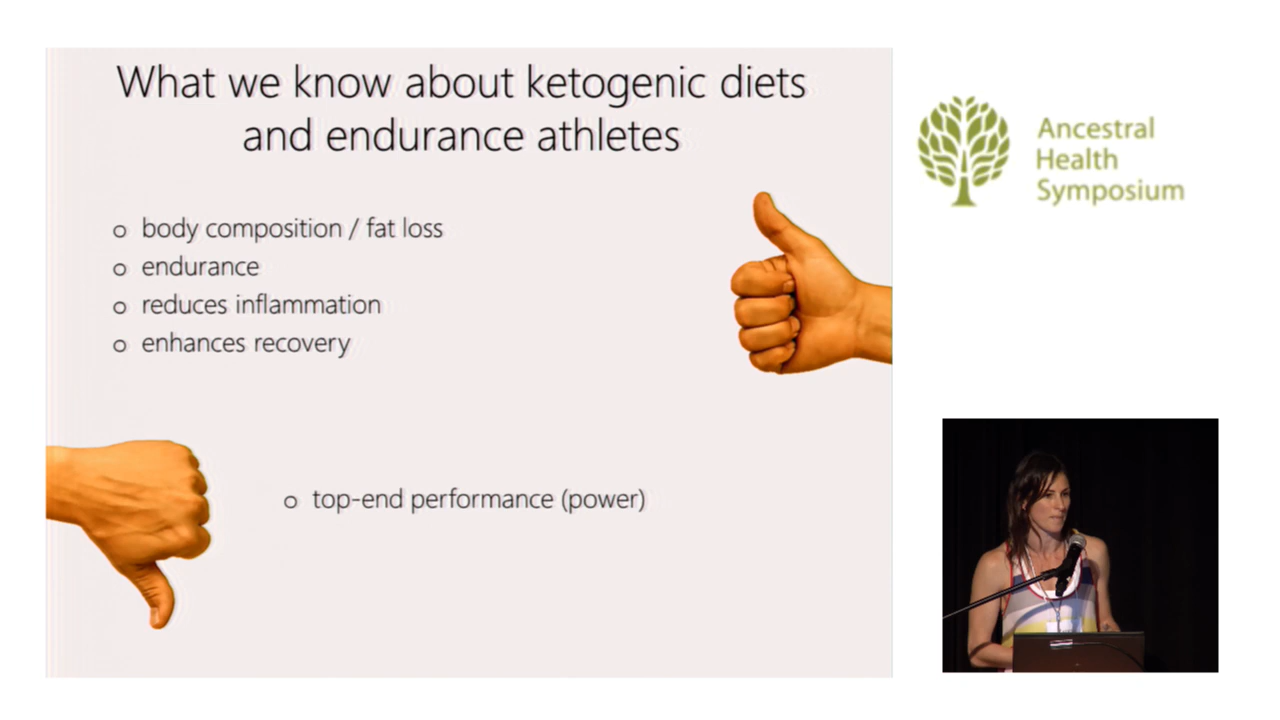 What we know about ketogenic diets
and endurance athletes
o body composition / fat loss
o endurance
o reduces inflammation
o enhances recovery
o top-end performance (power)
Ancestral
Health
Symposium